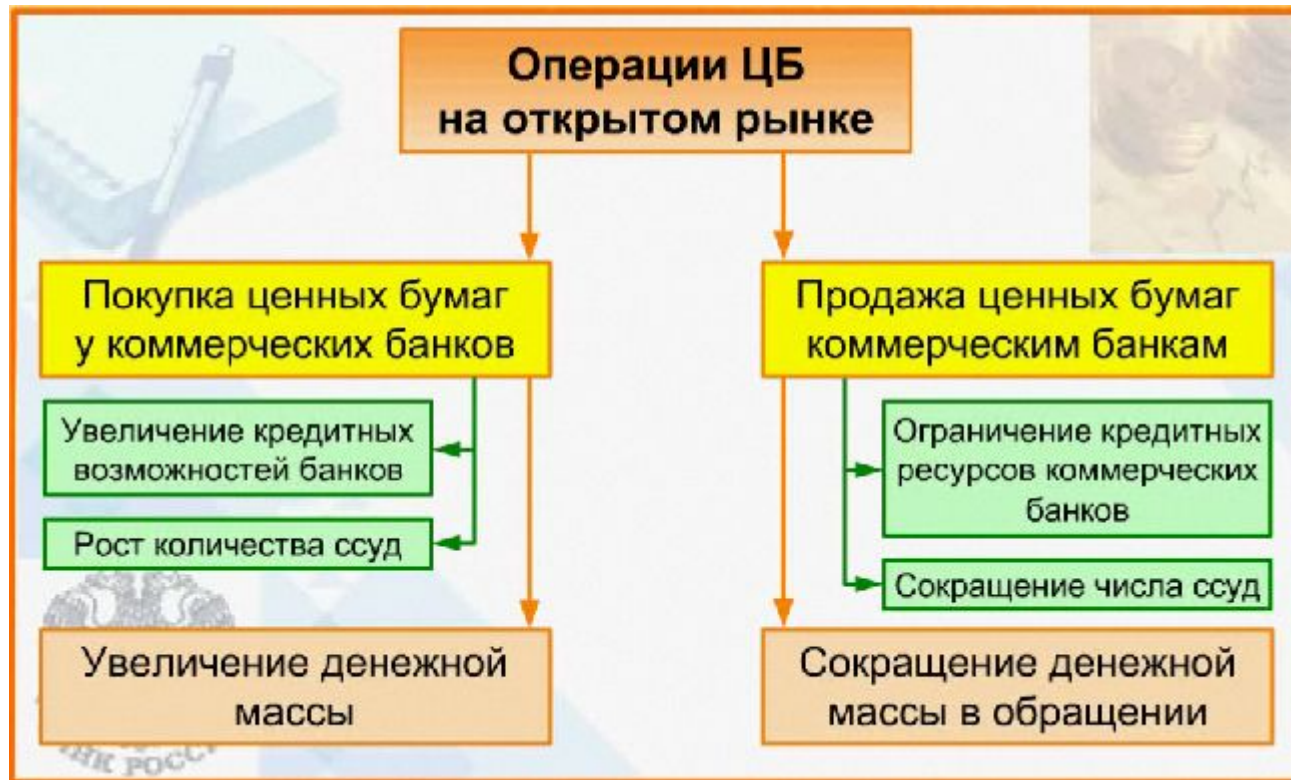 Операции ЦБ
на открытом рынке
Покупка ценных бумаг
у коммерческих банков
Увеличение кредитных
возможностей банков
Рост количества ссуд
Увеличение денежной
массы
Продажа ценных бумаг
коммерческим банкам
Ограничение кредитных
ресурсов коммерческих
банков
Сокращение числа ссуд
Сокращение денежной
массы в обращении